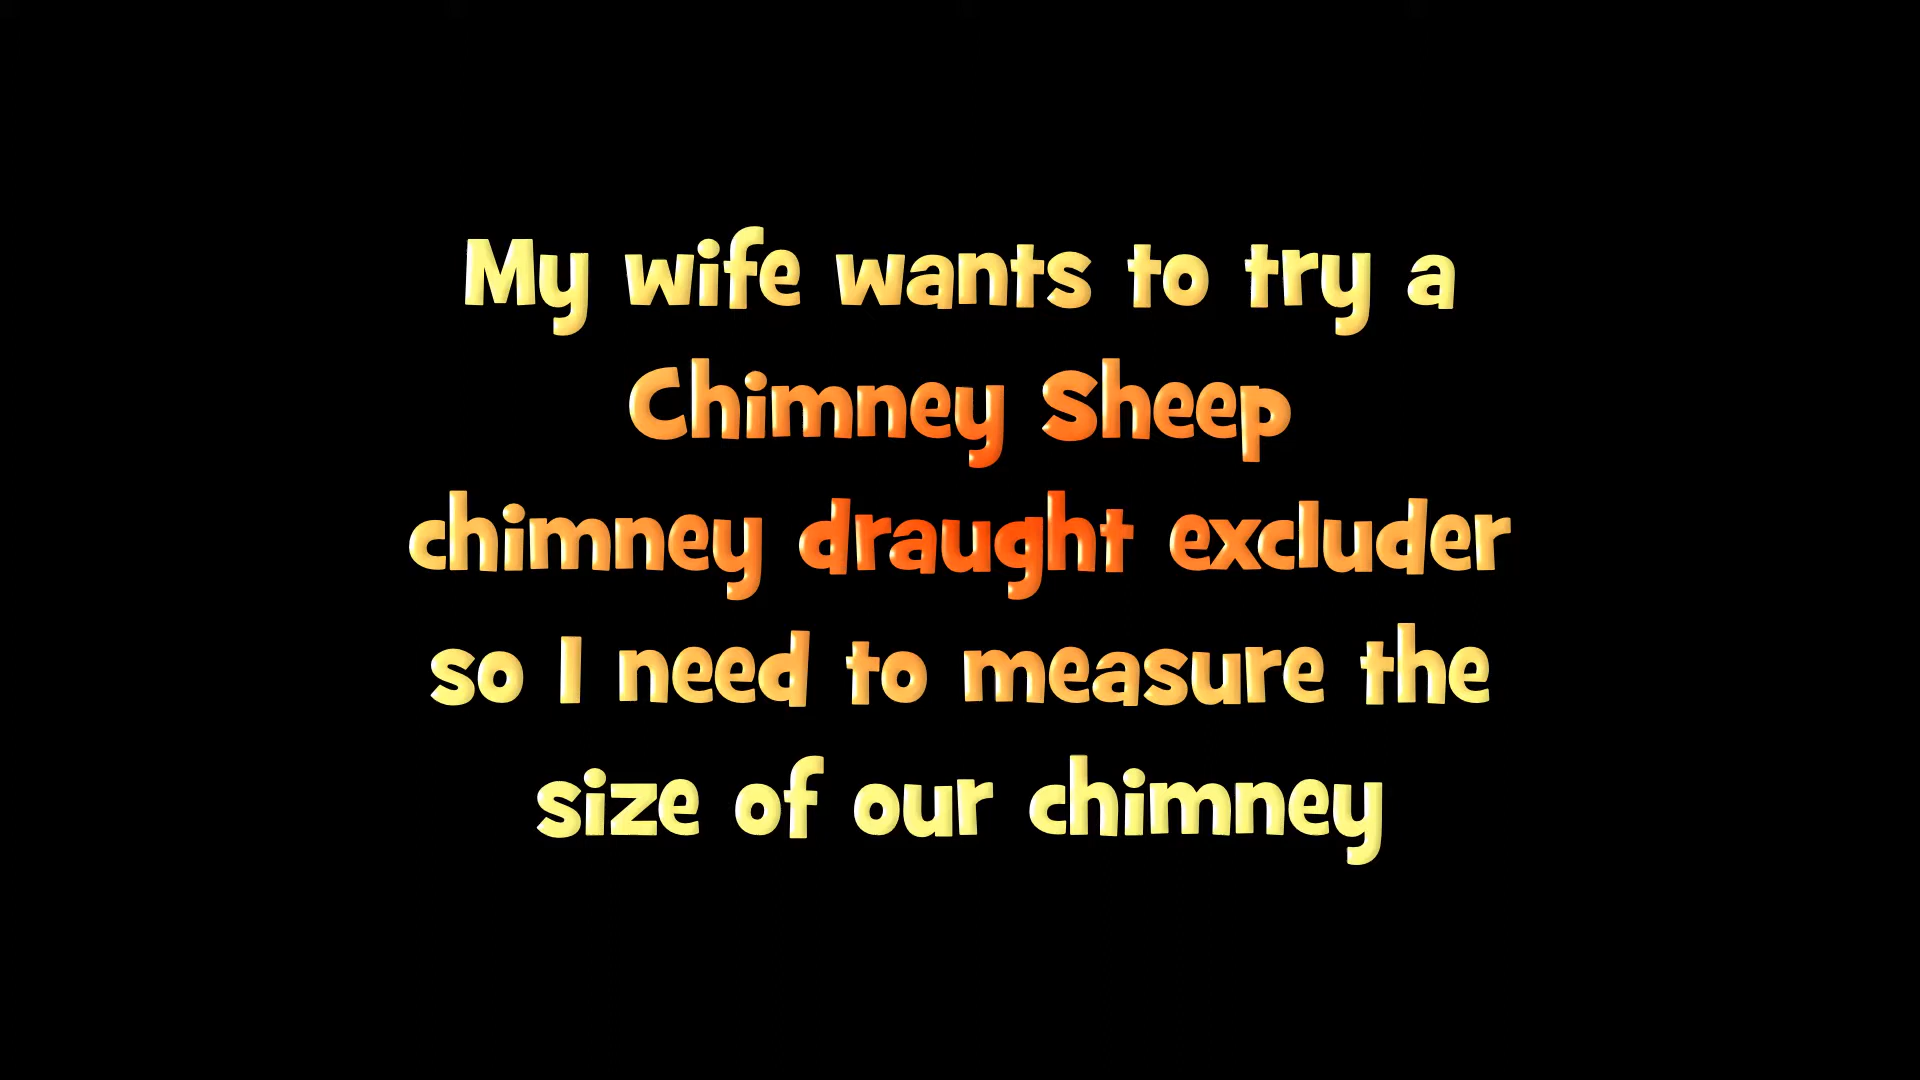 My wife wants to try a
Chimney Sheep
chimney draught excluder
so I need to measure the
size of our chimney